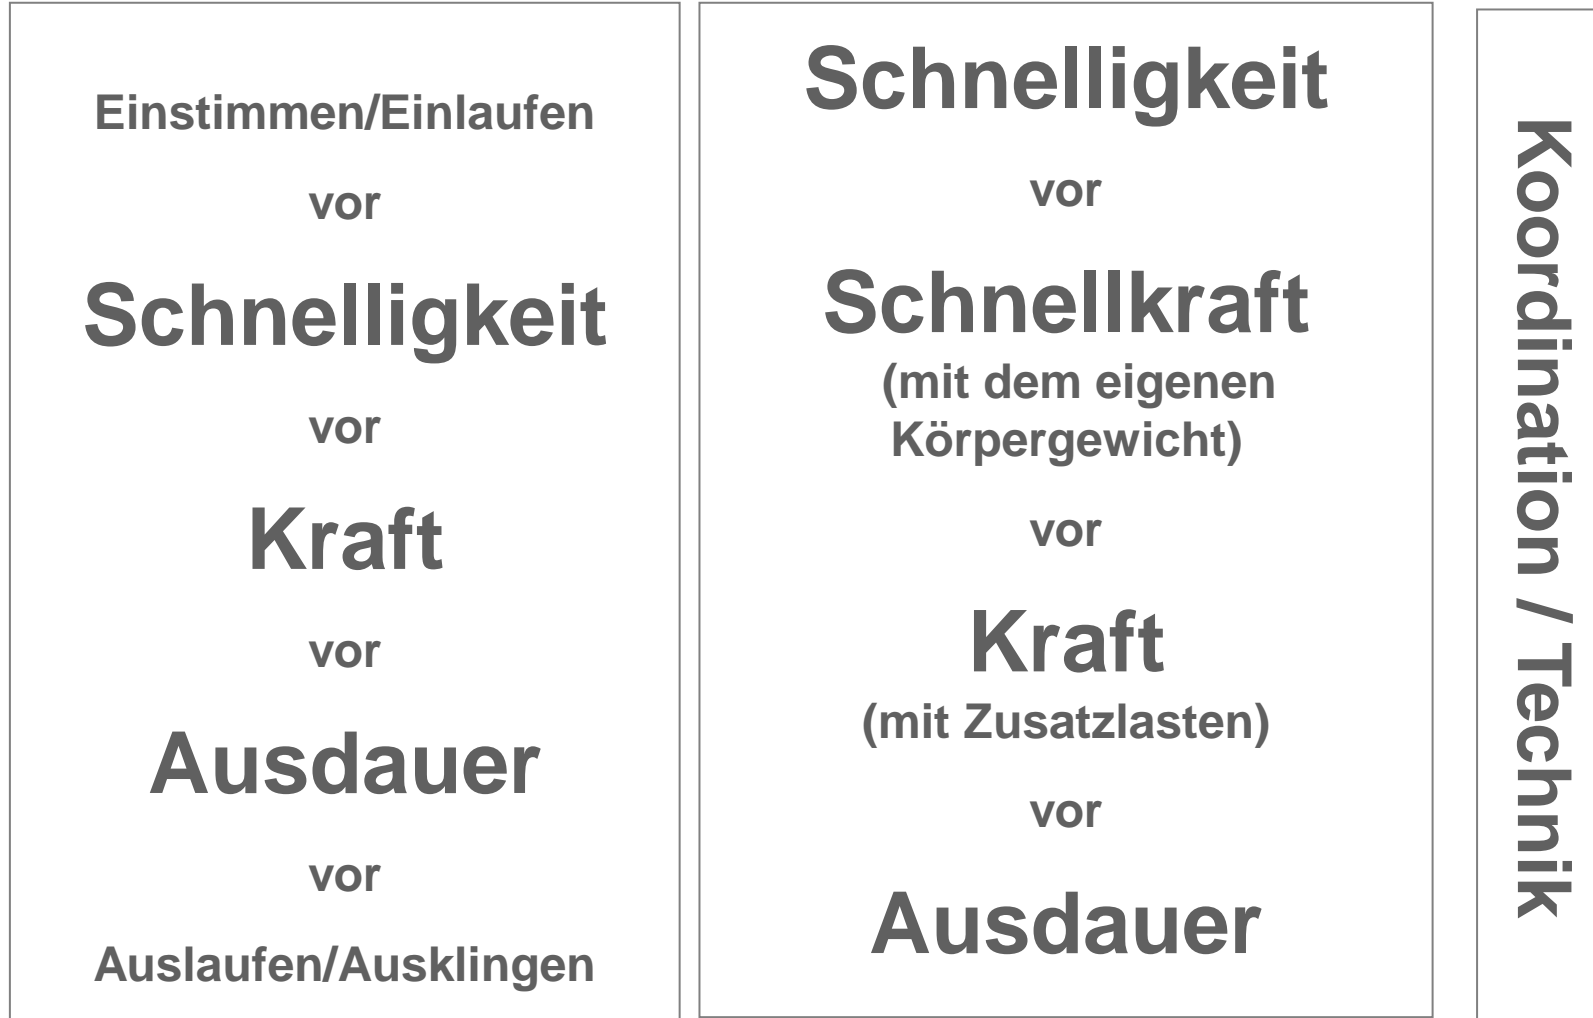 Einstimmen/Einlaufen
vor
Schnelligkeit
vor
Kraft
vor
Ausdauer
vor
Auslaufen/Ausklingen
Schnelligkeit
vor
Schnellkraft
(mit dem eigenen
Körpergewicht)
vor
Kraft
(mit Zusatzlasten)
vor
Ausdauer
Koordination / Technik